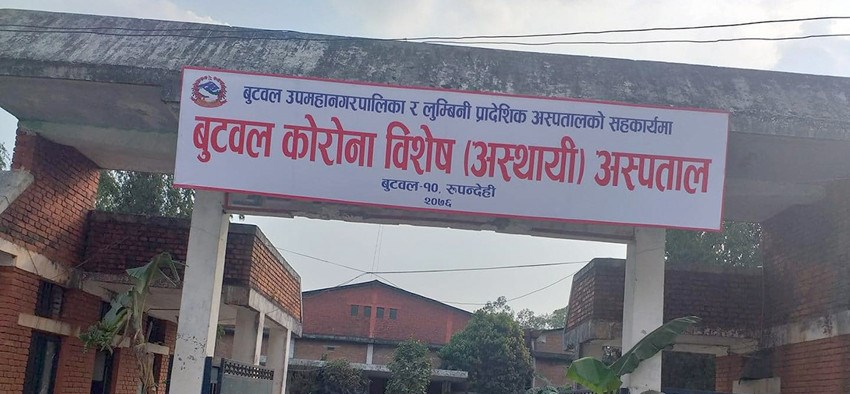 बुटवल उपमहानगरपालिका र लुम्बिनी प्रादेशिक अस्पतालको सहकार्यमा
बुटवल कोरोना विशेष (अस्थायी) अस्पताल
बुटवल-१०, रुपन्देही
२०७६